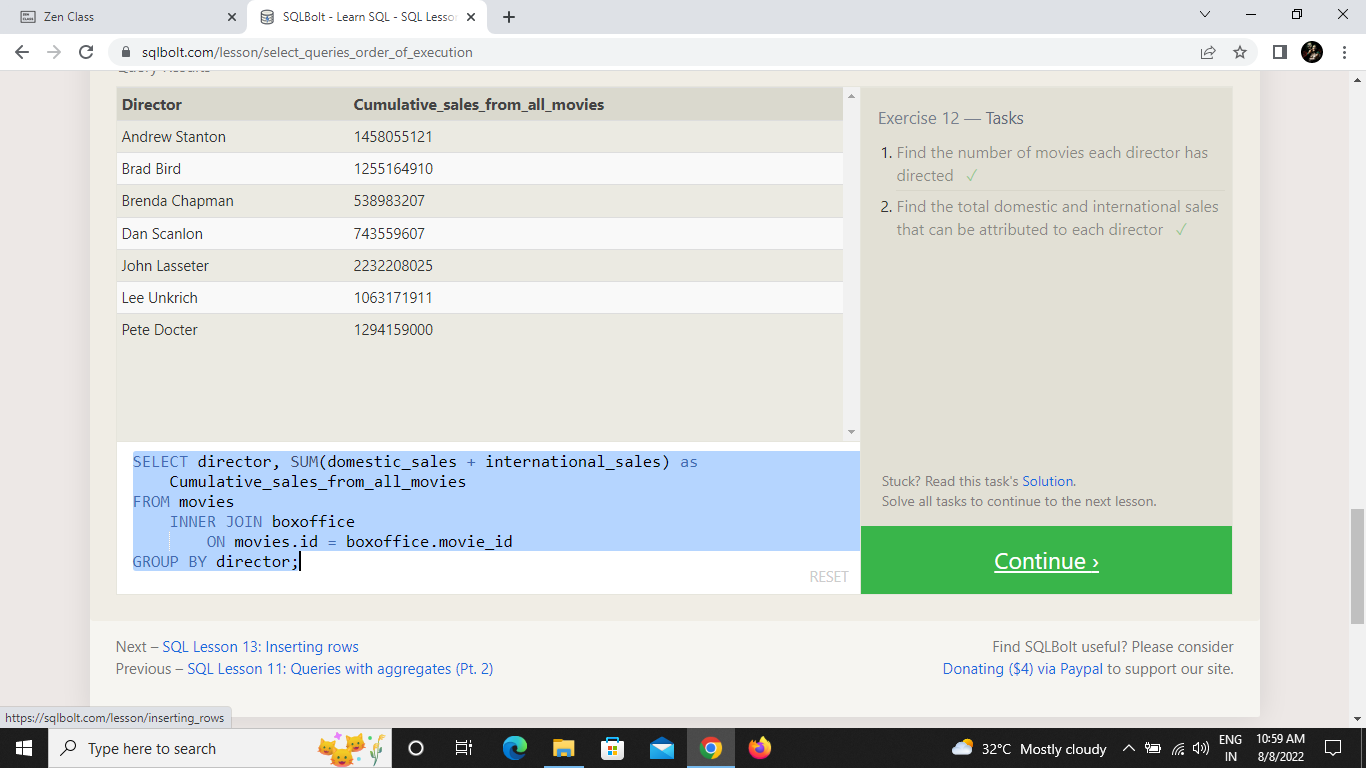 Zen Class
SQLBolt - Learn SQL - SQL Lesson
sqlbolt.com/lesson/select_queries_order_of_execution
Query Results
Director Cumulative_sales_from_all_movies
Andrew Stanton 1458055121
Brad Bird 1255164910
Brenda Chapman 538983207
Dan Scanlon 743559607
John Lasseter 2232208025
Lee Unkrich 1063171911
Pete Docter 1294159000
Exercise 12 — Tasks
1. Find the number of movies each director has
directed ✓
2. Find the total domestic and international sales
that can be attributed to each director ✓
SELECT director, SUM(domestic_sales + international_sales) as
Cumulative_sales_from_all_movies
FROM movies
INNER JOIN boxoffice
ON movies.id = boxoffice.movie_id
GROUP BY director;
RESET
Stuck? Read this task's Solution.
Solve all tasks to continue to the next lesson.
Continue ›
Next – SQL Lesson 13: Inserting rows
Previous – SQL Lesson 11: Queries with aggregates (Pt. 2)
Find SQLBolt useful? Please consider
Donating ($4) via Paypal to support our site.
https://sqlbolt.com/lesson/inserting_rows
Type here to search
32°C Mostly cloudy
ENG
IN
10:59 AM
8/8/2022